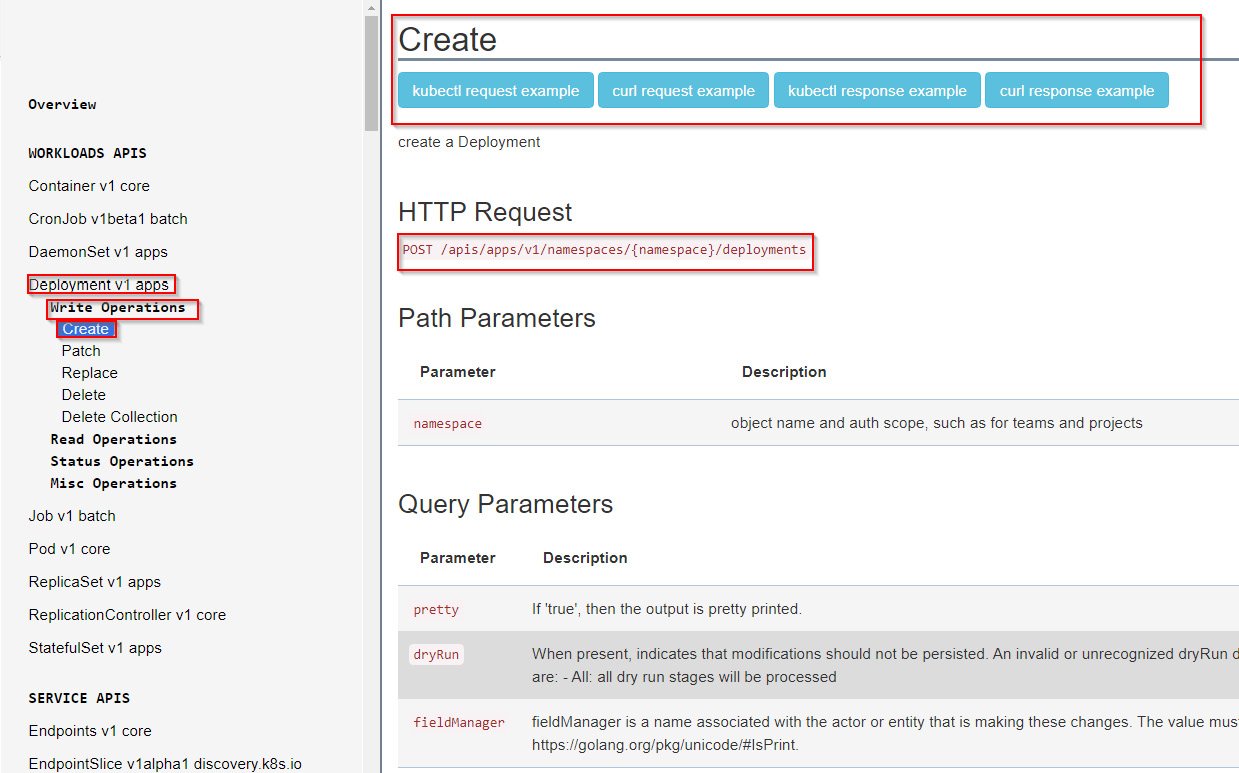 Overview
WORKLOADS APIS
Container v1 core
CronJob v1beta1 batch
DaemonSet v1 apps
Deployment v1 apps
Write Operations
Create
Patch
Replace
Delete
Delete Collection
Read Operations
Status Operations
Misc Operations
Job v1 batch
Pod v1 core
ReplicaSet v1 apps
ReplicationController v1 core
StatefulSet v1 apps
SERVICE APIS
Endpoints v1 core
EndpointSlice v1alpha1 discovery.k8s.io
Create
kubectl request example curl request example kubectl response example curl response example
create a Deployment
HTTP Request
POST /apis/apps/v1/namespaces/{namespace}/deployments
Path Parameters
Parameter Description
namespace object name and auth scope, such as for teams and projects
Query Parameters
Parameter Description
pretty If 'true', then the output is pretty printed.
dryRun When present, indicates that modifications should not be persisted. An invalid or unrecognized dryRun
are: - All: all dry run stages will be processed
fieldManager fieldManager is a name associated with the actor or entity that is making these changes. The value
https://golang.org/pkg/unicode/#IsPrint.